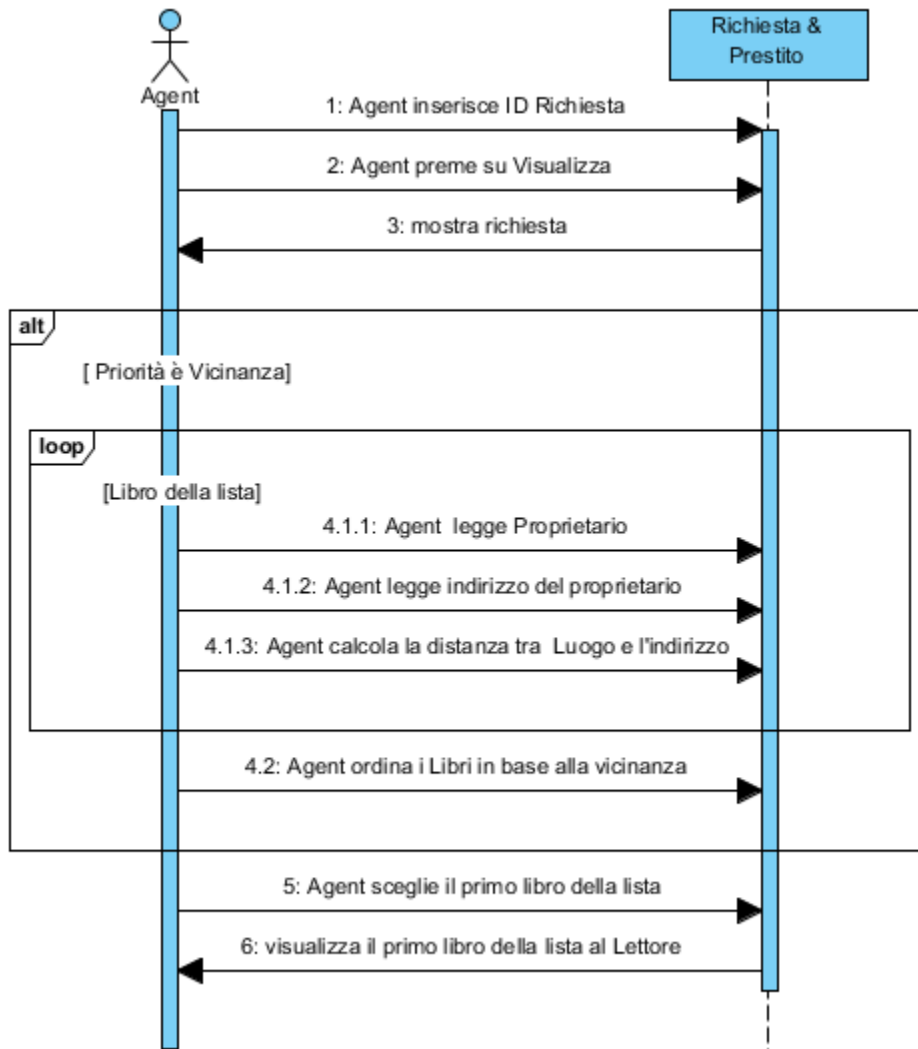 Richiesta &
Prestito
Agent
1: Agent inserisce ID Richiesta
2: Agent preme su Visualizza
3: mostra richiesta
alt
[ Priorità è Vicinanza]
loop
[Libro della lista]
4.1.1: Agent legge Proprietario
4.1.2: Agent legge indirizzo del proprietario
4.1.3: Agent calcola la distanza tra Luogo e l'indirizzo
4.2: Agent ordina i Libri in base alla vicinanza
5: Agent sceglie il primo libro della lista
6: visualizza il primo libro della lista al Lettore